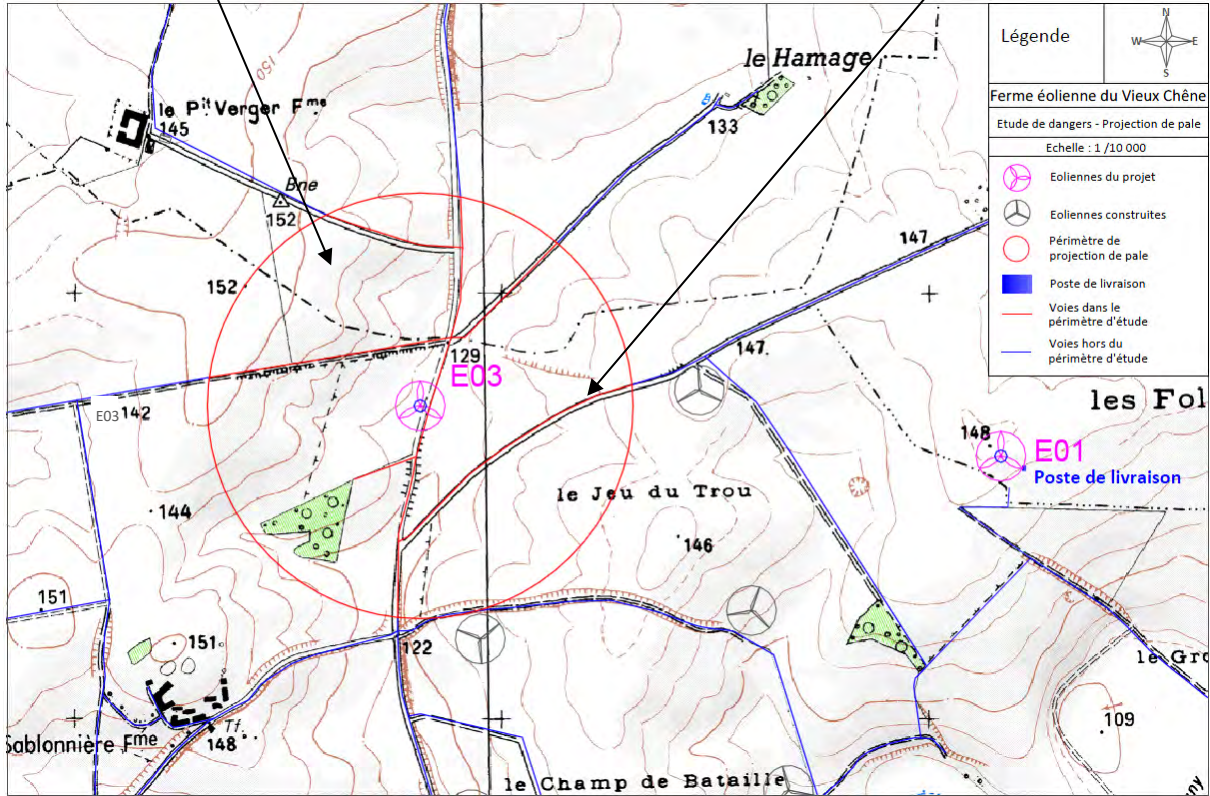 Légende
N
W
E
S
Ferme éolienne du Vieux Chêne
Etude de dangers - Projection de pale
Echelle : 1 /10 000
Eoliennes du projet
Eoliennes construites
Périmètre de
projection de pale
Poste de livraison
Voies dans le
périmètre d'étude
Voies hors du
périmètre d'étude
150
le Hamage
le Pit Verger Fme
145
133
Bne
152
147
152
129
147.
E03
E03
142
les Fol
148
E01
Poste de livraison
le Jeu du Trou
144
146
151
151
122
le Gro
109
Tf.
148
Sablonnière Fme
le Champ de Bataille